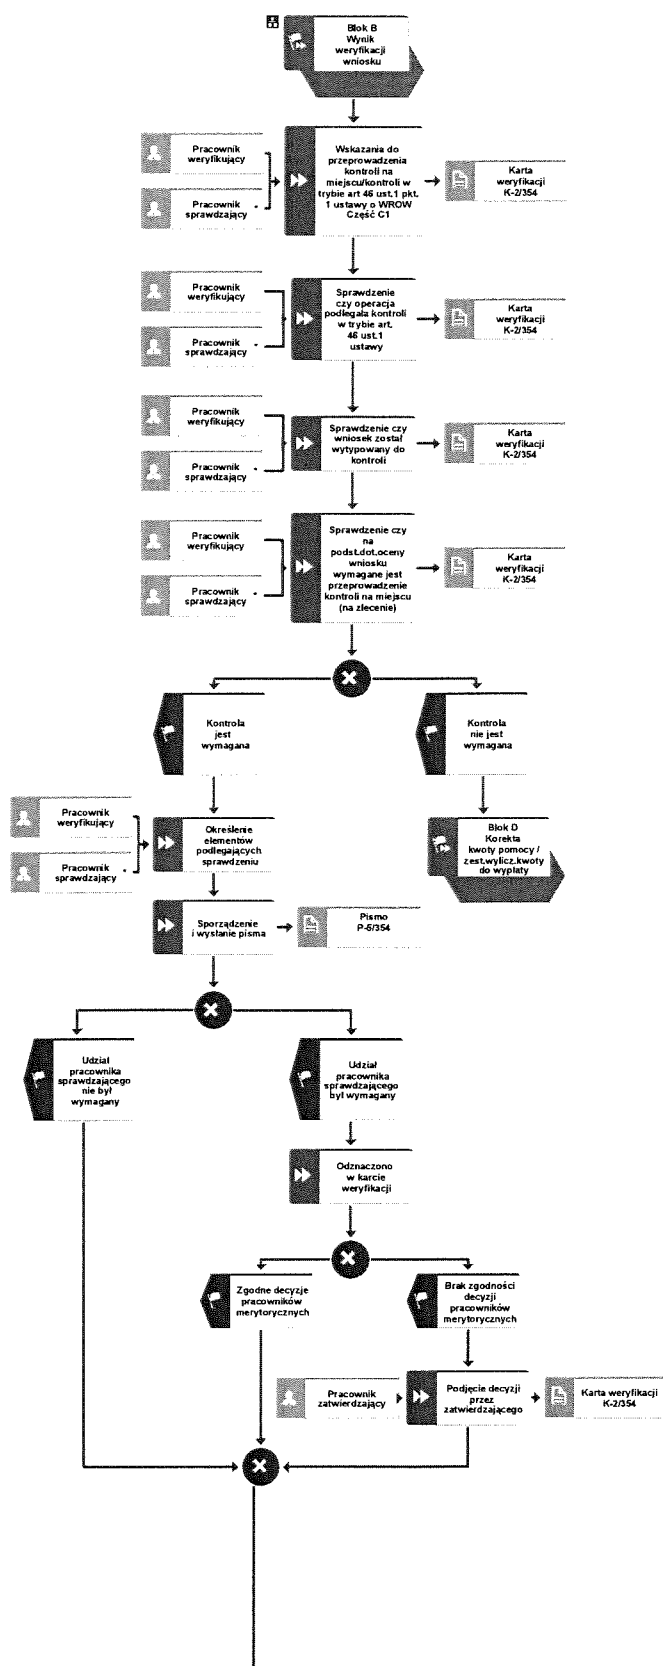 Blok B
Wynik
weryfikacji
wniosku
Pracownik
weryfikujący
Pracownik
sprawdzający
Wskazania do
przeprowadzenia
kontroli na
miejscu/kontroli w
trybie art 46 ust.1 pkt.
1 ustawy o WROW
Część C1
Karta
weryfikacji
K-2/354
Pracownik
weryfikujący
Pracownik
sprawdzający
Sprawdzenie
czy operacja
podlegała kontroli
w trybie art.
46 ust.1
ustawy
Karta
weryfikacji
K-2/354
Pracownik
weryfikujący
Pracownik
sprawdzający
Sprawdzenie czy
wniosek został
wytypowany do
kontroli
Karta
weryfikacji
K-2/354
Pracownik
weryfikujący
Pracownik
sprawdzający
Sprawdzenie czy
na
podst.dot.oceny
wniosku
wymagane jest
przeprowadzenie
kontroli na miejscu
(na zlecenie)
Karta
weryfikacji
K-2/354
Kontrola
jest
wymagana
Kontrola
nie jest
wymagana
Pracownik
weryfikujący
Pracownik
sprawdzający
Określenie
elementów
podlegających
sprawdzeniu
Blok D
Korekta
kwoty pomocy /
zest.wylicz.kwoty
do wypłaty
Sporządzenie
i wysłanie pisma
Pismo
P-5/354
Udział
pracownika
sprawdzającego
nie był
wymagany
Udział
pracownika
sprawdzającego
był wymagany
Odznaczono
w karcie
weryfikacji
Zgodne decyzje
pracowników
merytorycznych
Brak zgodności
decyzji
pracowników
merytorycznych
Pracownik
zatwierdzający
Podjęcie decyzji
przez
zatwierdzającego
Karta weryfikacji
K-2/354